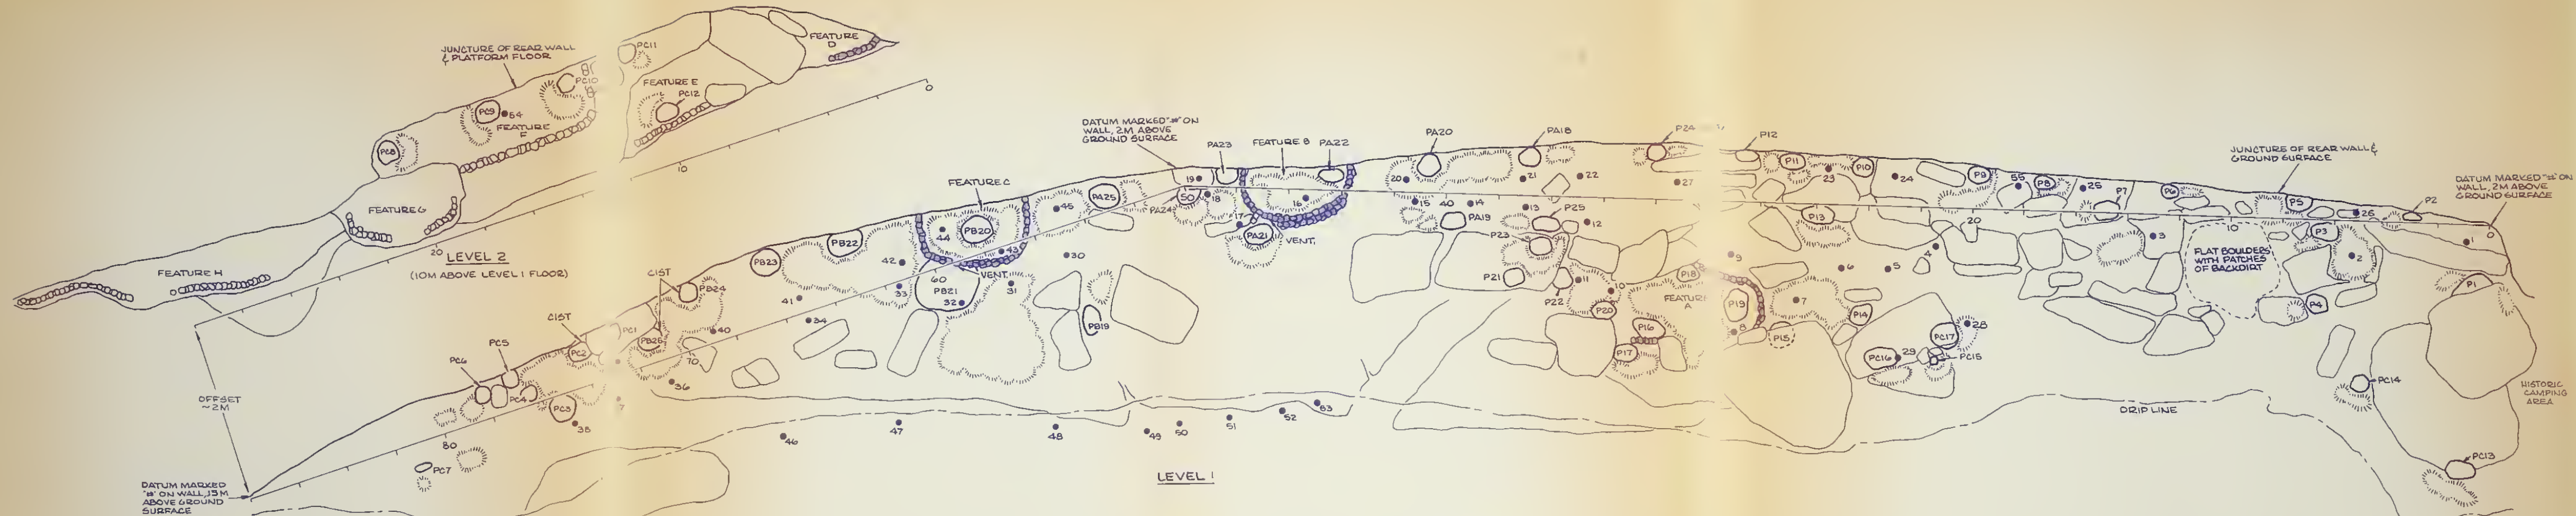 JUNCTURE OF REAR WALL
& PLATFORM FLOOR
PC11
FEATURE
D
PC10
FEATURE E
PC12
PC9
64
FEATURE
F
PC8
0
10
FEATURE G
20
LEVEL 2
(10M ABOVE LEVEL 1 FLOOR)
FEATURE H
OFFSET
~2M
DATUM MARKED
"#" ON WALL, 1.5M
ABOVE GROUND
SURFACE
PC6
PC5
PC4
PC3
38
80
PC7
CIST
PC2
PC1
CIST
PB24
PB25
40
70
36
PB23
41
34
PB22
42
33
FEATURE C
44
PB20
43
VENT.
60
PB21
32
31
45
30
PB19
PA25
DATUM MARKED "#" ON
WALL, 2M ABOVE
GROUND SURFACE
PA24
50
19
18
17
PA23
FEATURE B
PA22
16
PA21
VENT.
46
47
48
49
50
51
52
53
LEVEL 1
PA20
20
15
40
14
PA19
PA18
21
22
13
P25
12
P23
P21
P22
11
10
P20
P24
27
P12
P11
23
P10
24
P13
9
P18
FEATURE
A
P19
8
P16
P17
P15
7
6
5
4
P14
P9
55
P8
25
P7
20
PC16
29
PC17
28
PC15
P6
3
10
FLAT BOULDERS
WITH PATCHES
OF BACKDIRT
JUNCTURE OF REAR WALL &
GROUND SURFACE
P5
P3
26
2
P4
P2
DATUM MARKED "#" ON
WALL, 2M ABOVE
GROUND SURFACE
0
1
P1
PC14
HISTORIC
CAMPING
AREA
DRIP LINE
PC13